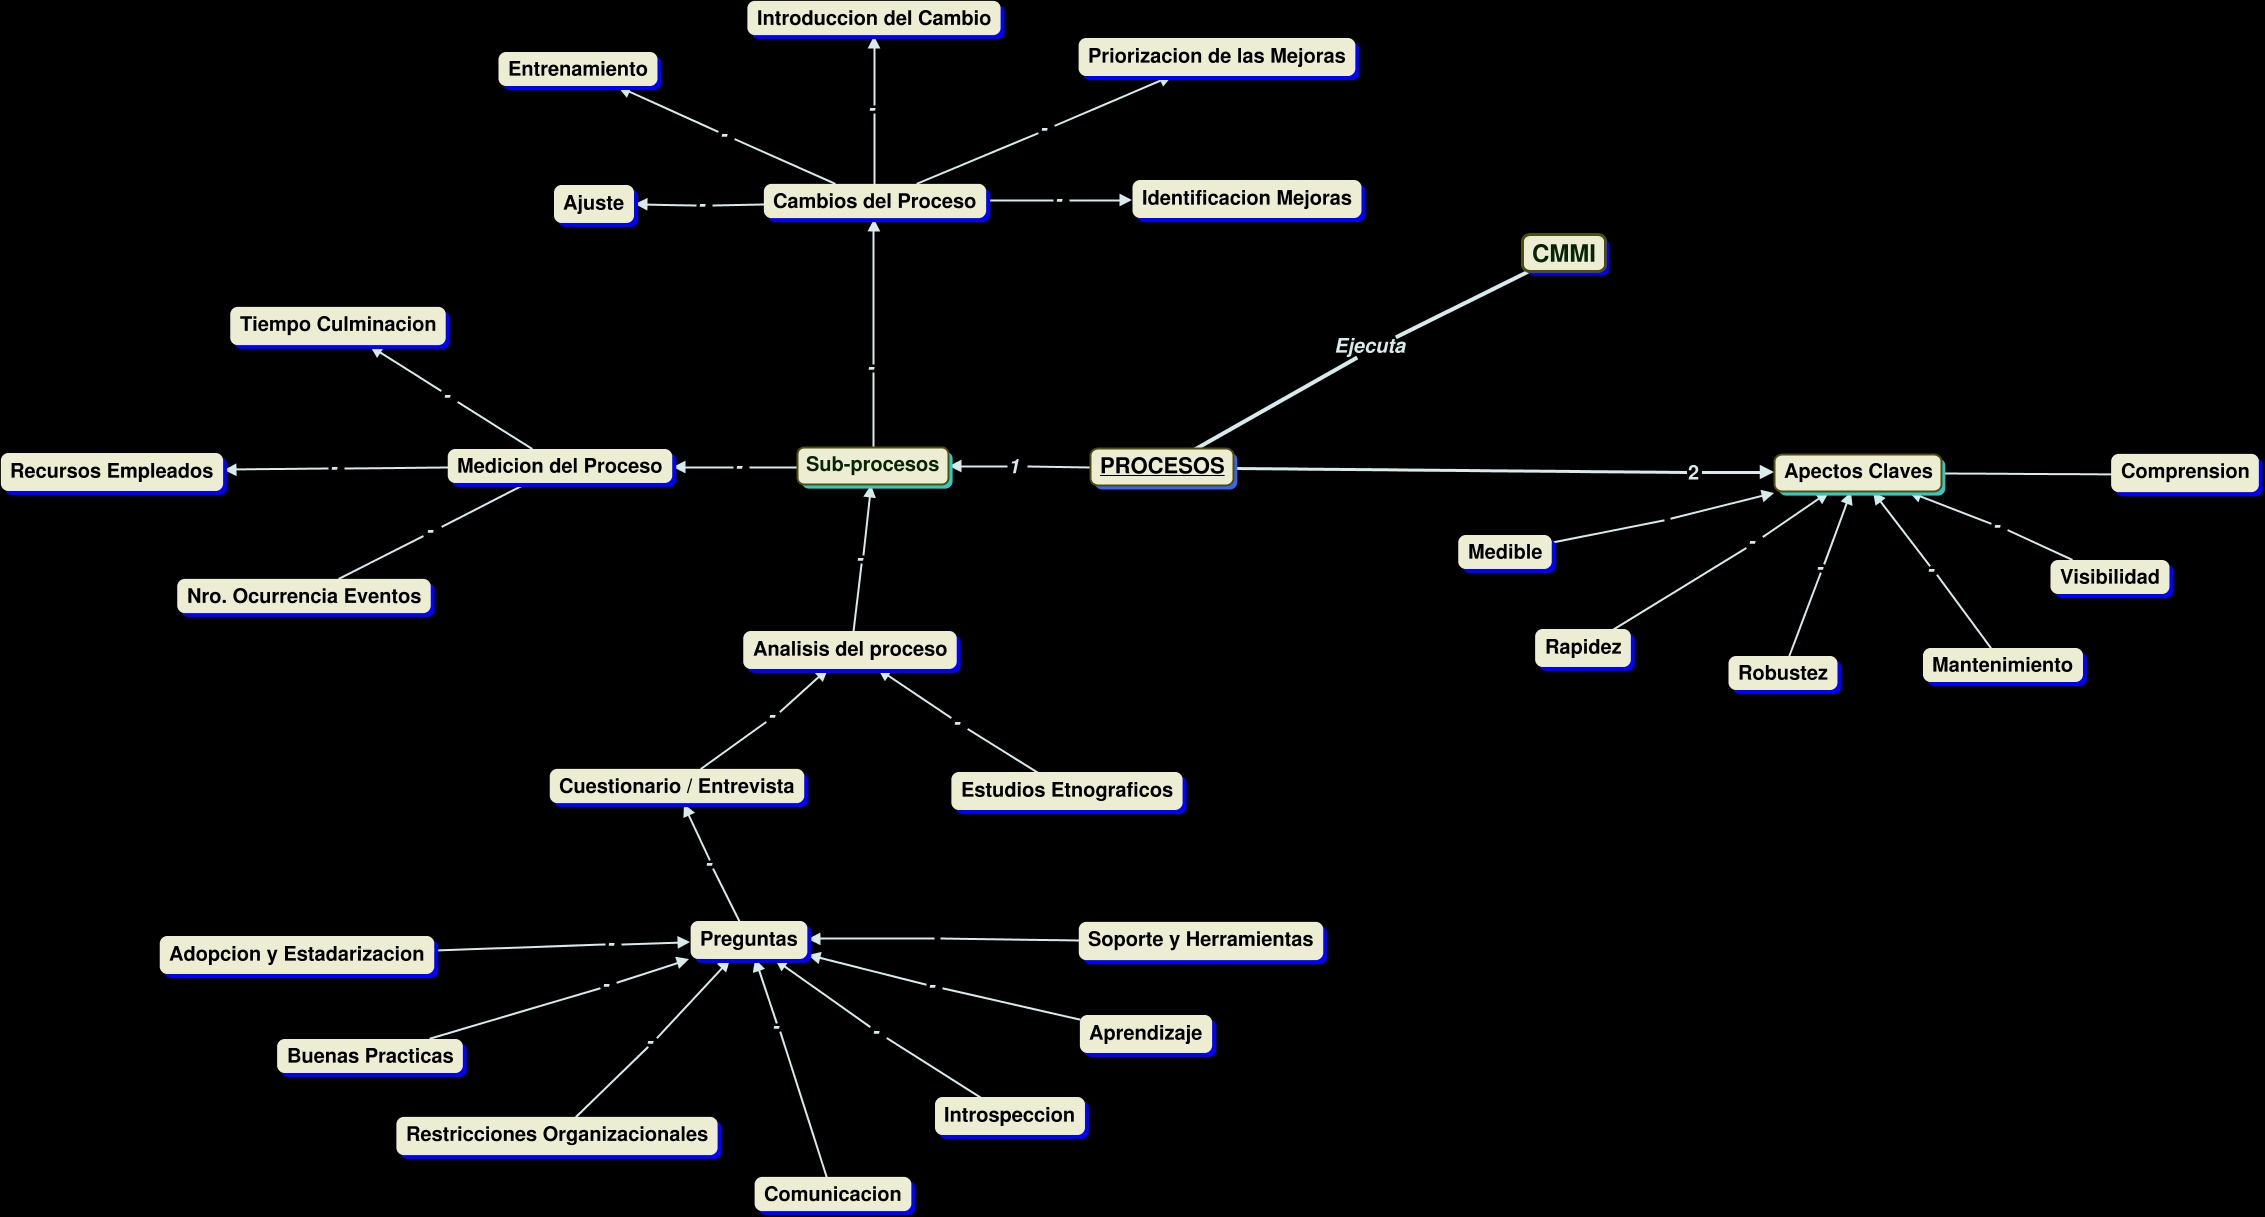 Introduccion del Cambio
Priorizacion de las Mejoras
Entrenamiento
-
-
-
Ajuste
-
Cambios del Proceso
-
Identificacion Mejoras
CMMI
Tiempo Culminacion
Ejecuta
-
-
Recursos Empleados
-
Medicion del Proceso
-
Sub-procesos
1
PROCESOS
2
Apectos Claves
Comprension
-
-
-
-
Medible
-
-
-
Visibilidad
Nro. Ocurrencia Eventos
Analisis del proceso
Rapidez
Robustez
Mantenimiento
-
-
Cuestionario / Entrevista
Estudios Etnograficos
-
Adopcion y Estadarizacion
-
Preguntas
-
Soporte y Herramientas
-
-
Aprendizaje
-
-
-
Buenas Practicas
Restricciones Organizacionales
Introspeccion
Comunicacion